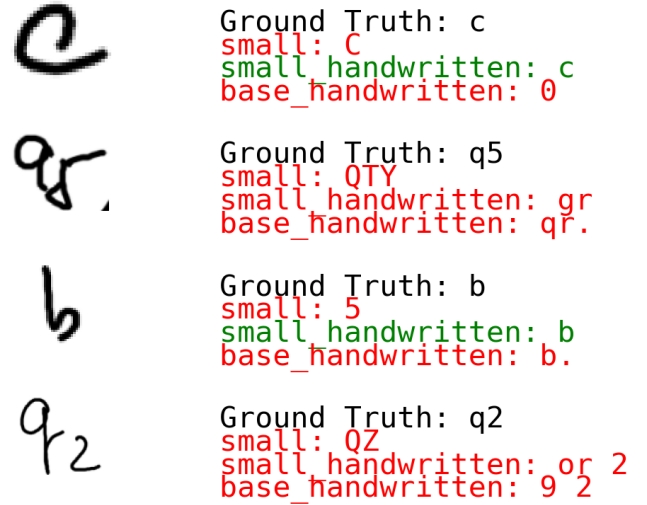 c
Ground Truth: c
small: C
small_handwritten: c
base_handwritten: 0
q5
Ground Truth: q5
small: QTY
small_handwritten: gr
base_handwritten: qr.
b
Ground Truth: b
small: 5
small_handwritten: b
base_handwritten: b.
q2
Ground Truth: q2
small: QZ
small_handwritten: or 2
base_handwritten: 9 2